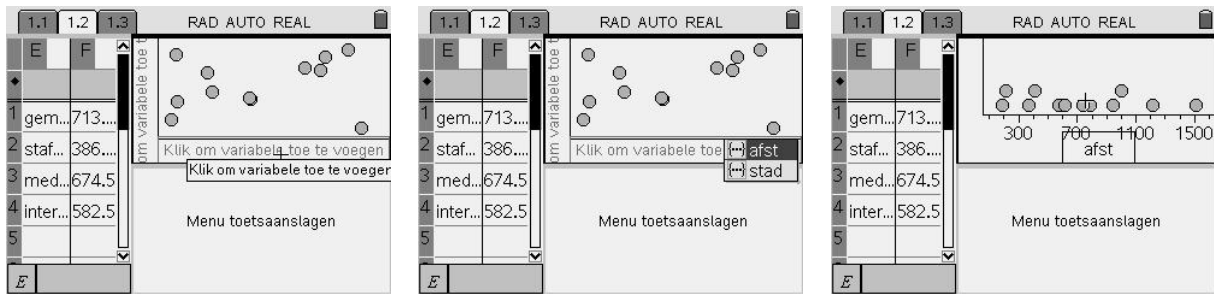 1.1 1.2 1.3 RAD AUTO REAL
E F
Klik om variabele toe te voegen
Klik om variabele toe te voegen
om variabele toe t
1 gem... 713....
2 staf... 386....
3 med... 674.5
4 inter... 582.5
5
Menu toetsaanslagen
E
1.1 1.2 1.3 RAD AUTO REAL
E F
om variabele toe t
Klik om variabele toe
afst
stad
1 gem... 713....
2 staf... 386....
3 med... 674.5
4 inter... 582.5
5
Menu toetsaanslagen
E
1.1 1.2 1.3 RAD AUTO REAL
E F
300 700 1100 1500
afst
1 gem... 713....
2 staf... 386....
3 med... 674.5
4 inter... 582.5
5
Menu toetsaanslagen
E